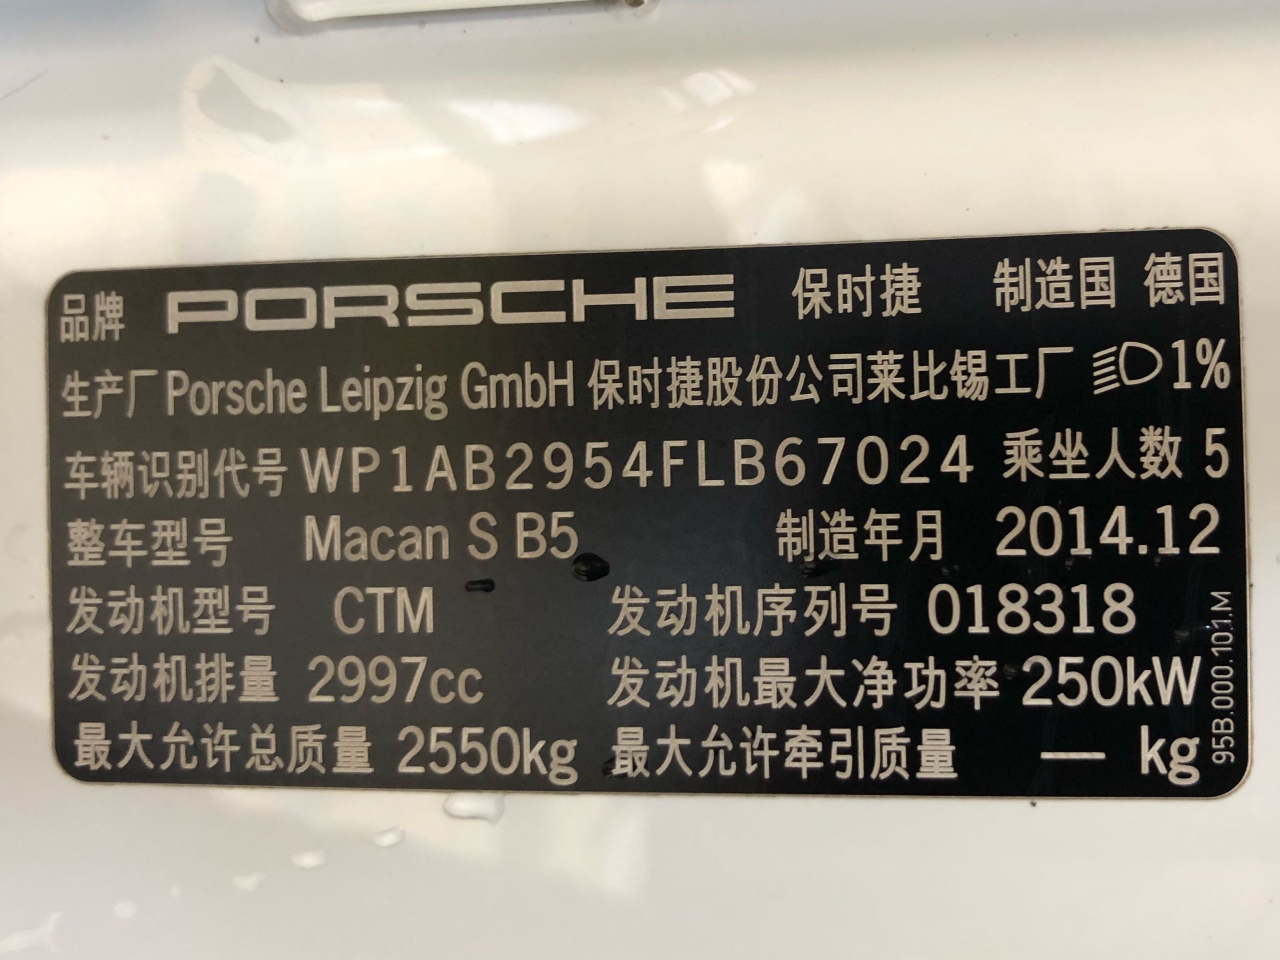 品牌 PORSCHE 保时捷 制造国 德国
生产厂 Porsche Leipzig GmbH 保时捷股份公司莱比锡工厂 1%
车辆识别代号 WP1AB2954FLB67024 乘坐人数 5
整车型号 Macan S B5 制造年月 2014.12
发动机型号 CTM 发动机序列号 018318
发动机排量 2997cc 发动机最大净功率 250kW
最大允许总质量 2550kg 最大允许牵引质量 — kg
95B.000.101.M